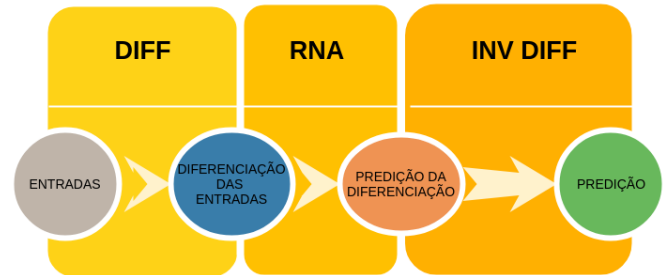 DIFF
RNA
INV DIFF
ENTRADAS
DIFERENCIAÇÃO
DAS
ENTRADAS
PREDIÇÃO DA
DIFERENCIAÇÃO
PREDIÇÃO